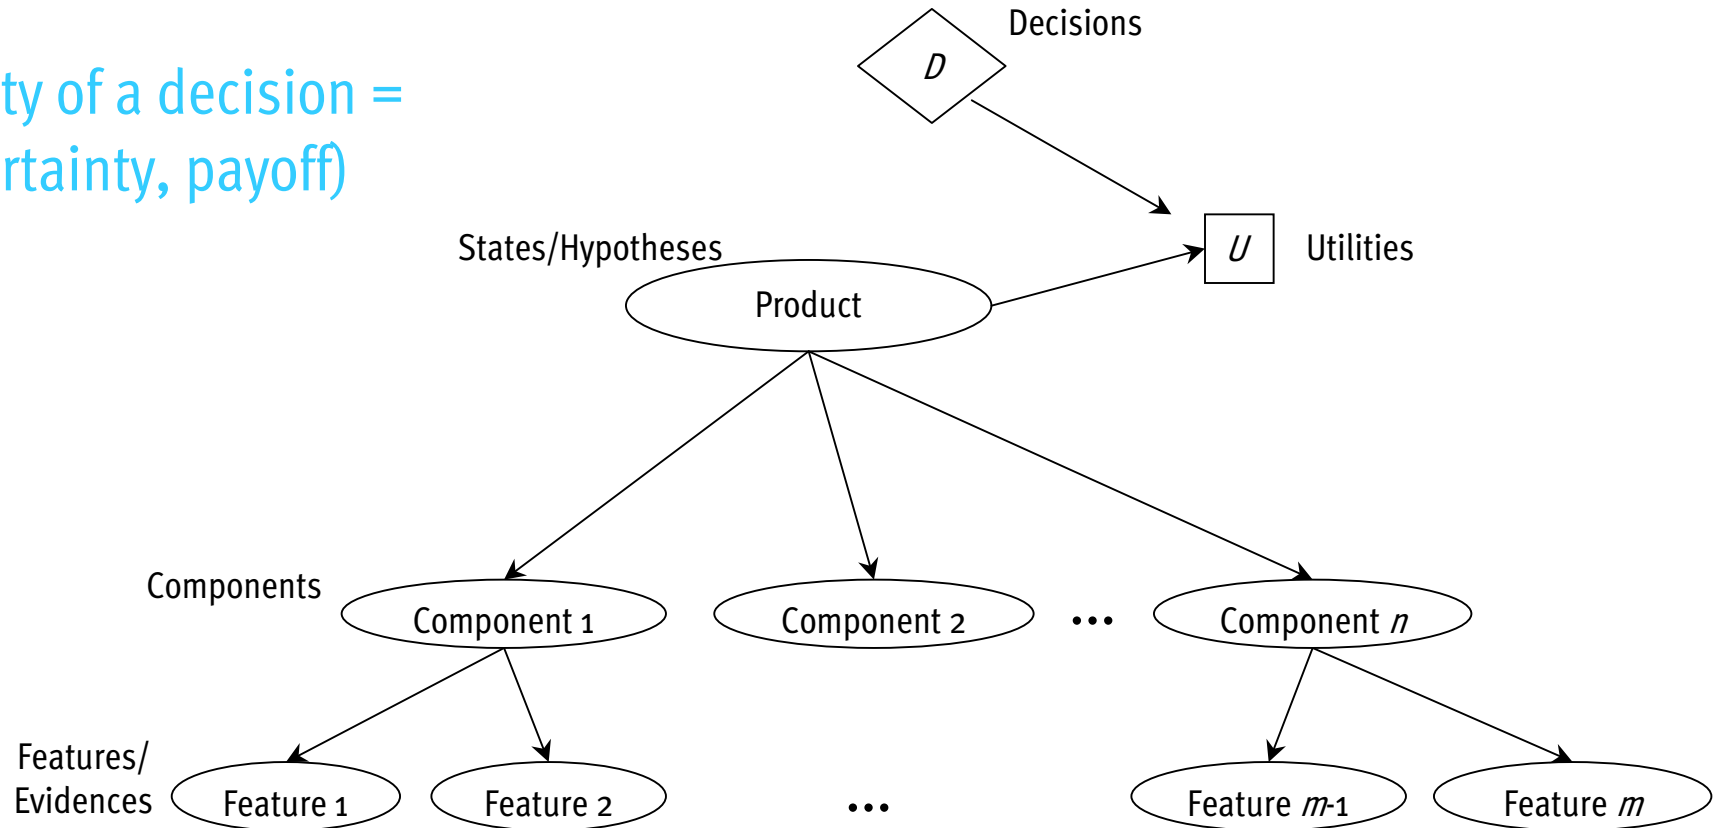 Decisions
D
ty of a decision =
rtainty, payoff)
States/Hypotheses
U
Utilities
Product
Components
Component 1
Component 2
...
Component n
Features/
Evidences
Feature 1
Feature 2
...
Feature m-1
Feature m